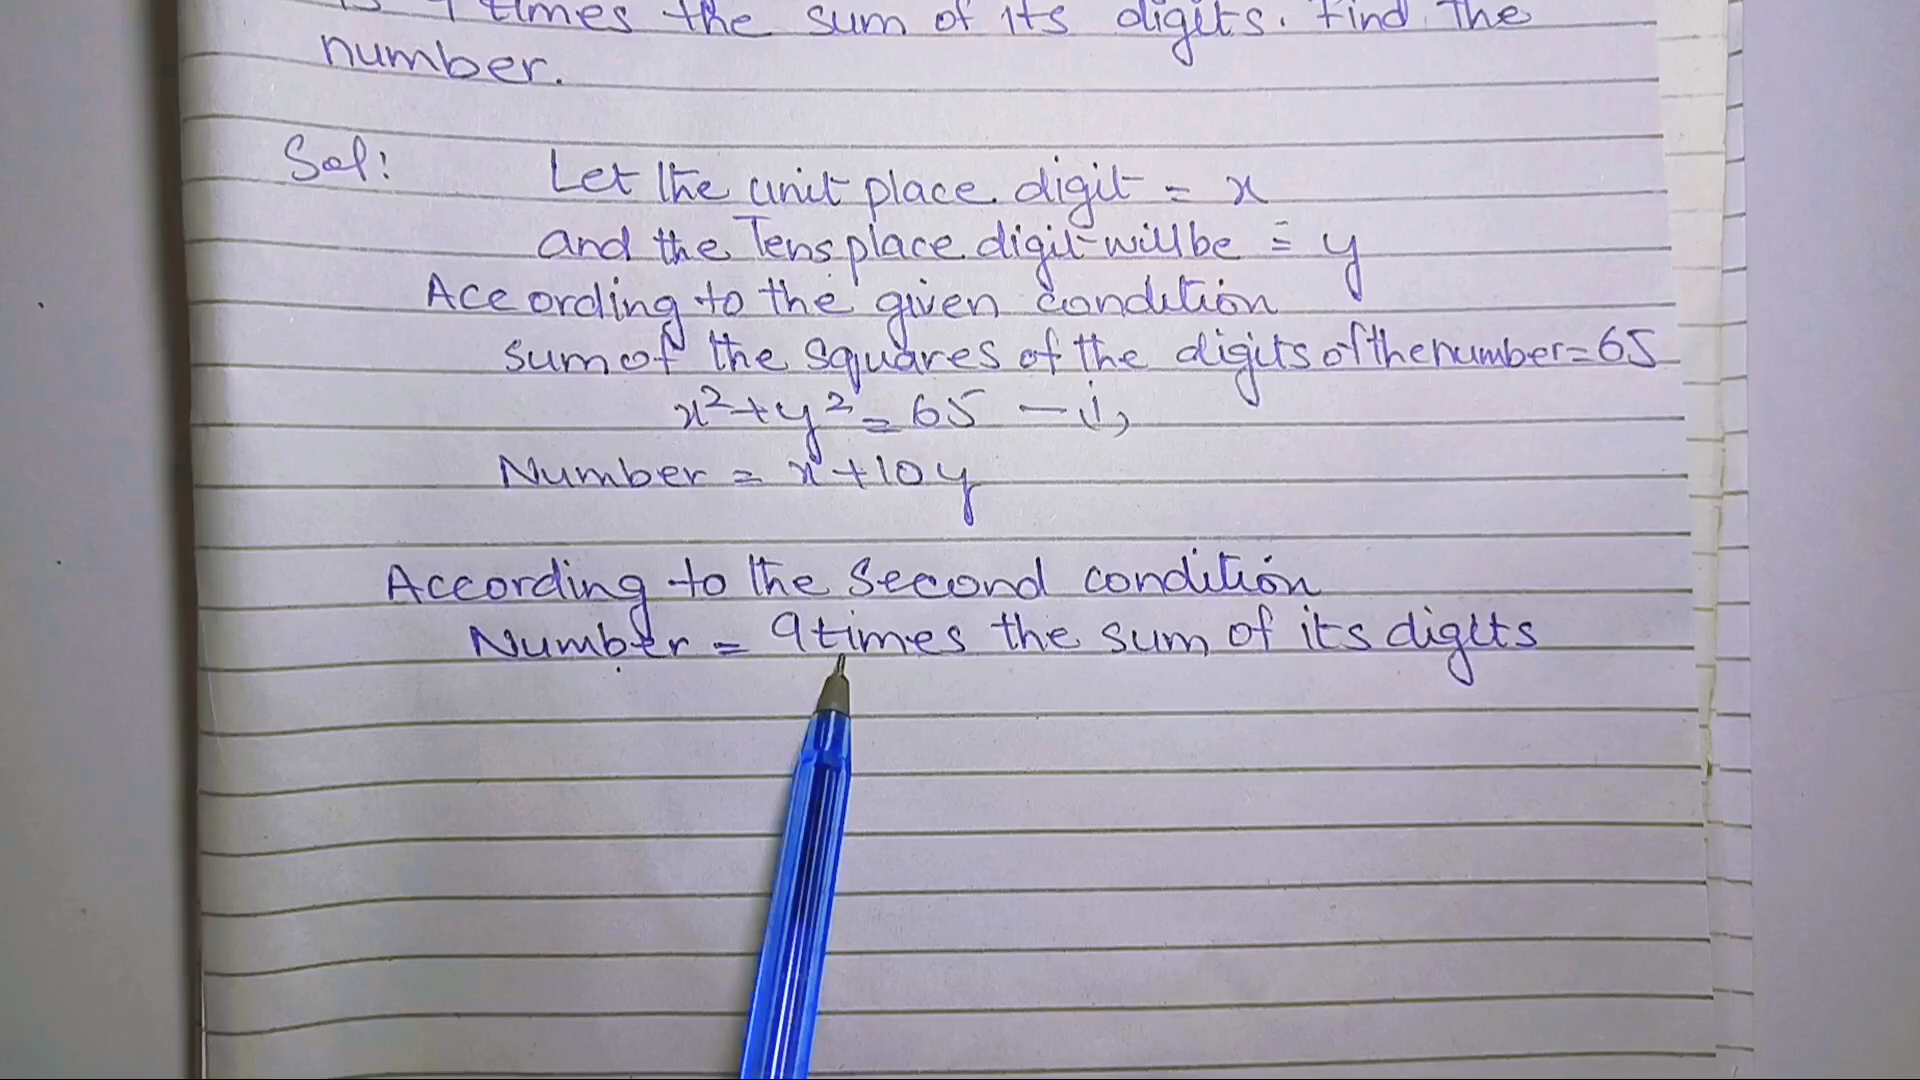 times the sum of its digits. Find the
number.
Sol: Let the unit place digit = x
and the Tens place digit will be = y
According to the given condition
sum of the squares of the digits of the number = 65
x² + y² = 65 — i,
Number = x + 10y
According to the Second condition
Number = 9 times the sum of its digits